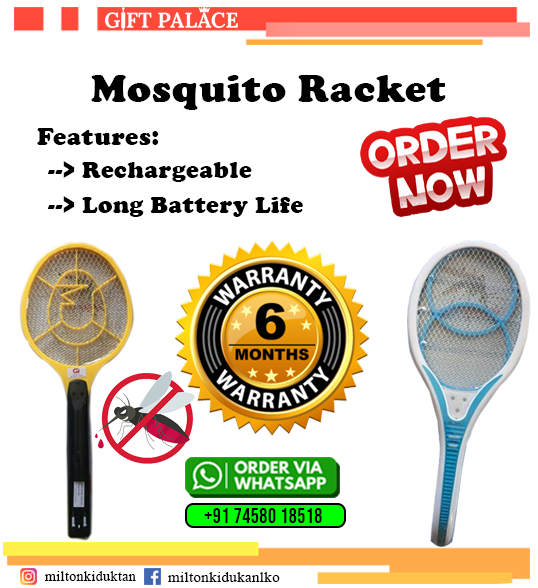 GIFT PALACE
Mosquito Racket
Features:
--> Rechargeable
--> Long Battery Life
ORDER
NOW
WARRANTY
6
MONTHS
WARRANTY
ORDER VIA
WHATSAPP
+91 74580 18518
miltonkiduktan
miltonkidukanlko